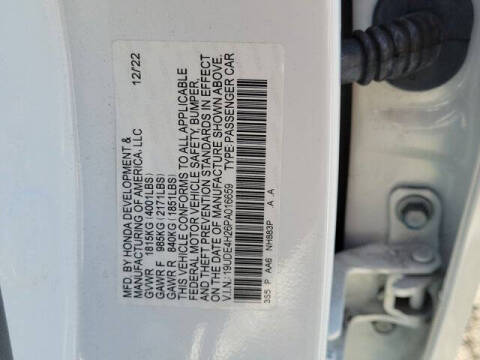 MFD. BY HONDA DEVELOPMENT &
MANUFACTURING OF AMERICA, LLC 12/'22
GVWR 1815KG (4001LBS)
GAWR F 985KG (2171LBS)
GAWR R 840KG (1851LBS)
THIS VEHICLE CONFORMS TO ALL APPLICABLE
FEDERAL MOTOR VEHICLE SAFETY, BUMPER,
AND THEFT PREVENTION STANDARDS IN EFFECT
ON THE DATE OF MANUFACTURE SHOWN ABOVE.
V.I.N.: 19UDE4H26PA016659 TYPE:PASSENGER CAR
3S5 P AA6 NH883P A .A